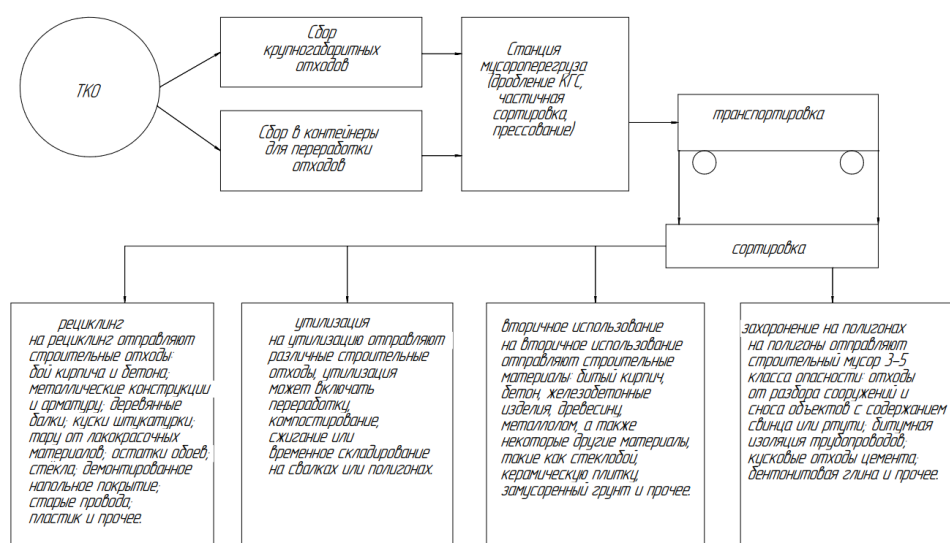 ТКО
Сбор
крупногабаритных
отходов
Сбор в контейнеры
для переработки
отходов
Станция
мусороперегруза
(дробление КГС,
частичная
сортировка,
прессование)
транспортировка
сортировка
рециклинг
на рециклинг отправляют
строительные отходы:
бой кирпича и бетона;
металлические конструкции
и арматуру; деревянные
балки; куски штукатурки;
тару от лакокрасочных
материалов; остатки обоев;
стёкла; демонтированное
напольное покрытие;
старые провода;
пластик и прочее.
утилизация
на утилизацию отправляют
различные строительные
отходы, утилизация
может включать
переработку,
компостирование,
сжигание или
временное складирование
на свалках или полигонах.
вторичное использование
на вторичное использование
отправляют строительные
материалы: битый кирпич,
бетон, железобетонные
изделия, древесину,
металлолом, а также
некоторые другие материалы,
такие как стеклобой,
керамическую плитку,
замусоренный грунт и прочее.
захоронение на полигонах
на полигоны отправляют
строительный мусор 3-5
класса опасности: отходы
от разбора сооружений и
сноса объектов с содержанием
свинца или ртути; битумная
изоляция трубопроводов;
кусковые отходы цемента;
бентонитовая глина и прочее.